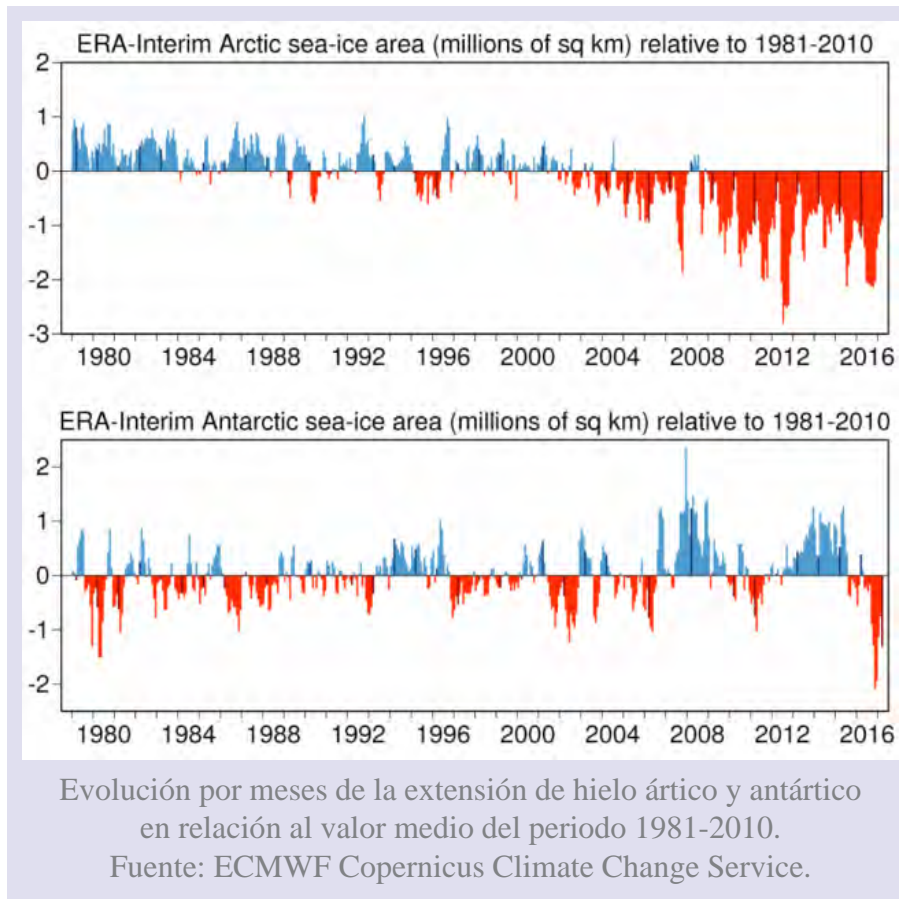 ERA-Interim Arctic sea-ice area (millions of sq km) relative to 1981-2010
2
1
0
-1
-2
-3
1980 1984 1988 1992 1996 2000 2004 2008 2012 2016
ERA-Interim Antarctic sea-ice area (millions of sq km) relative to 1981-2010
2
1
0
-1
-2
1980 1984 1988 1992 1996 2000 2004 2008 2012 2016
Evolución por meses de la extensión de hielo ártico y antártico
en relación al valor medio del periodo 1981-2010.
Fuente: ECMWF Copernicus Climate Change Service.